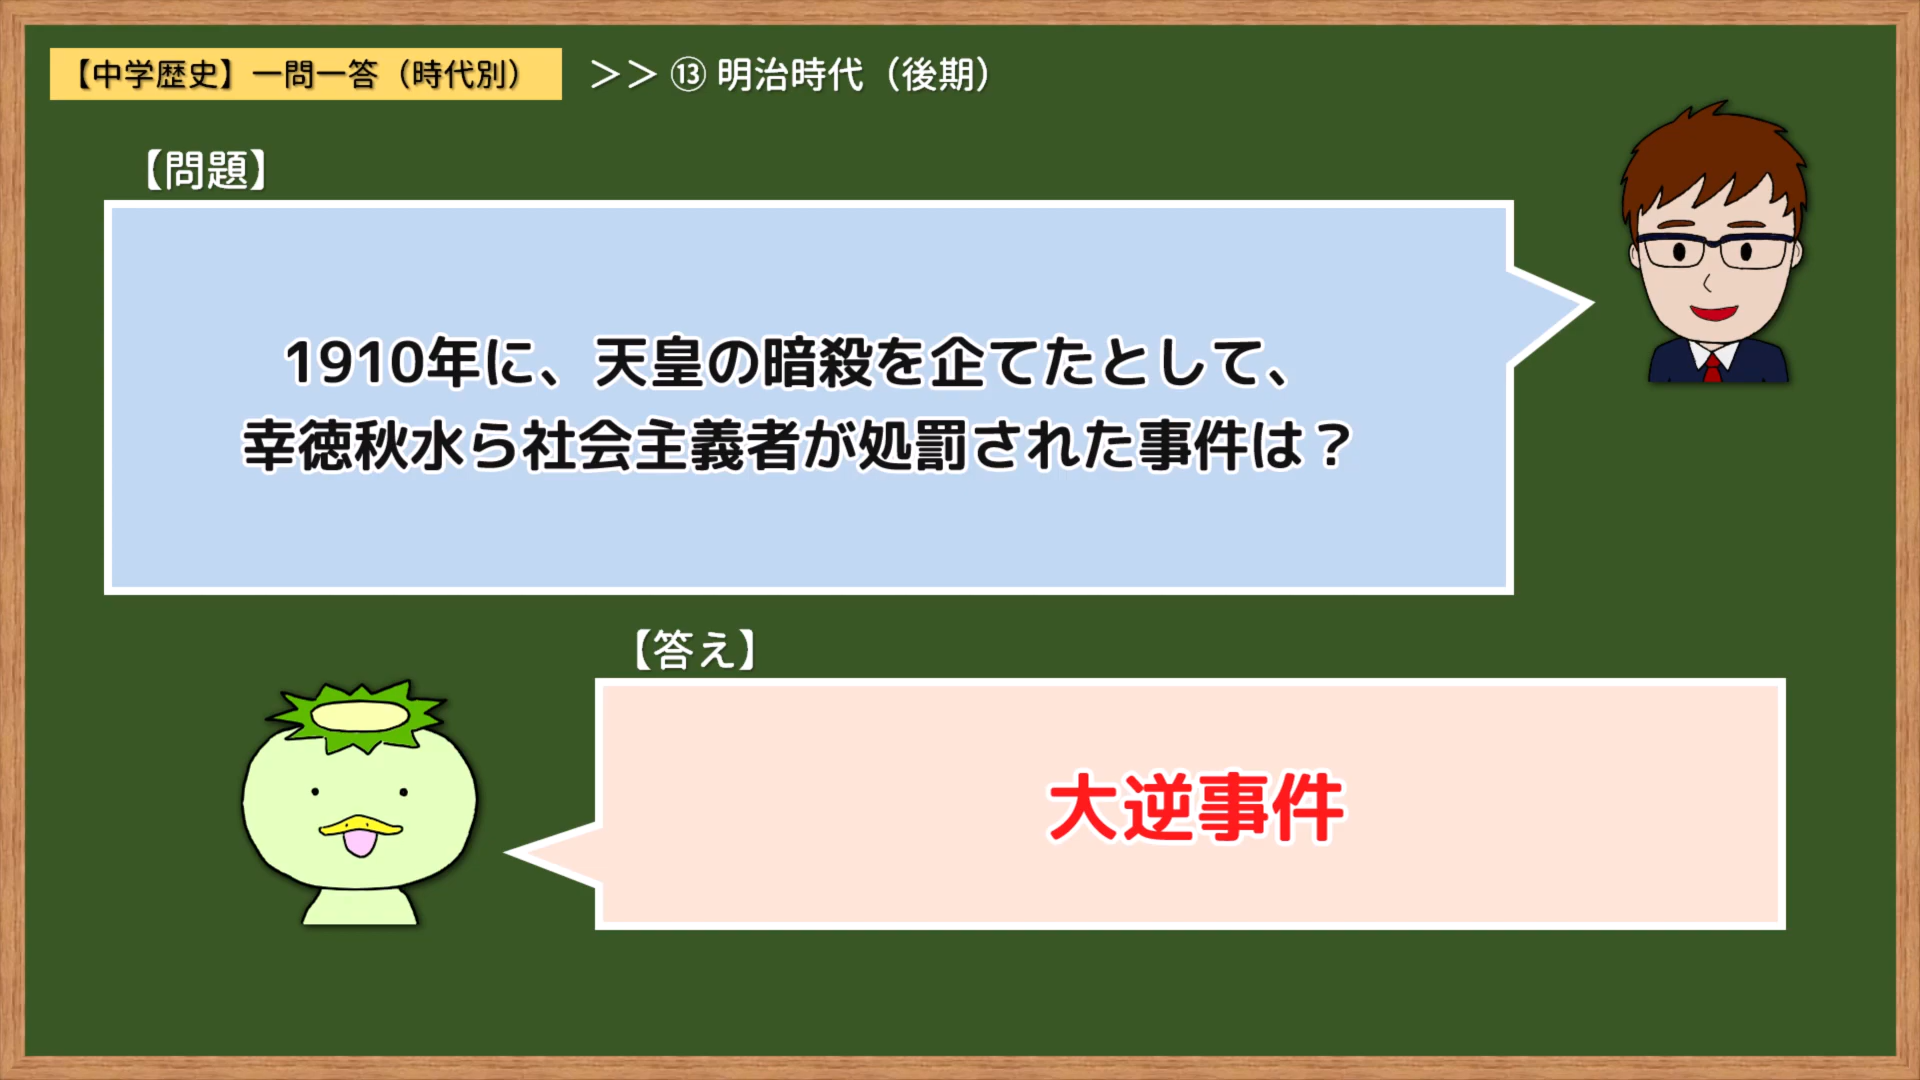 【中学歴史】一問一答（時代別）
＞＞ ⑬ 明治時代（後期）
【問題】
1910年に、天皇の暗殺を企てたとして、
幸徳秋水ら社会主義者が処罰された事件は？
【答え】
大逆事件